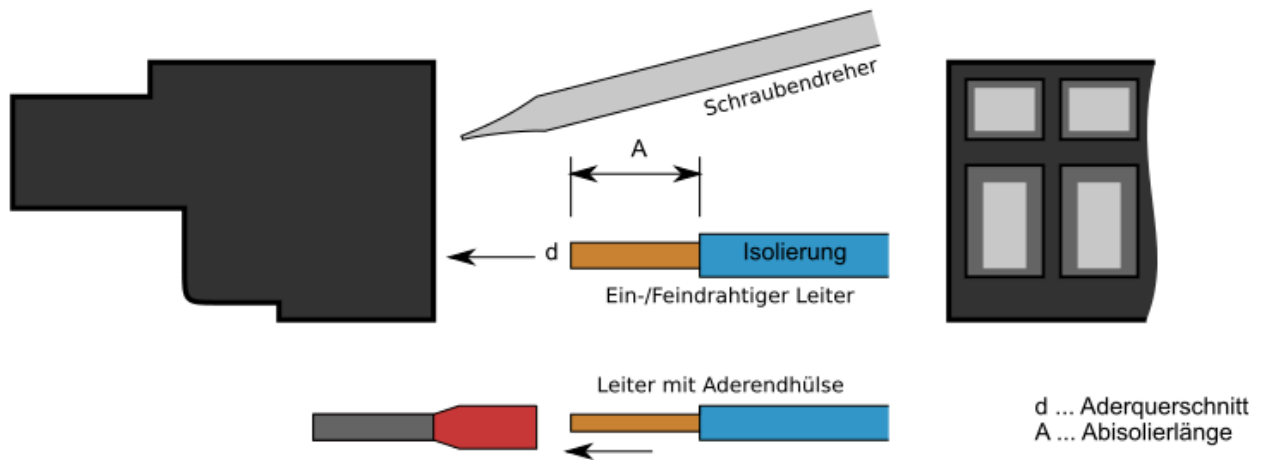 Schraubendreher
A
d
Isolierung
Ein-/Feindrahtiger Leiter
Leiter mit Aderendhülse
d ... Aderquerschnitt
A ... Abisolierlänge